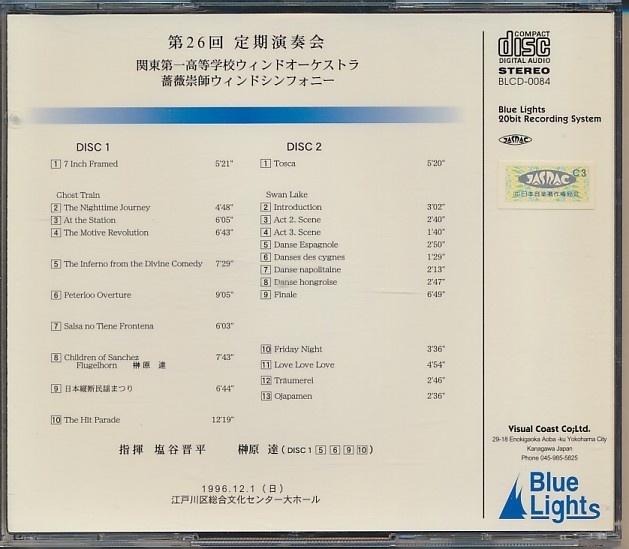 第26回 定期演奏会
関東第一高等学校ウィンドオーケストラ
薔薇崇師ウィンドシンフォニー
DISC 1
1 7 Inch Framed 5'21"
Ghost Train
2 The Nighttime Journey 4'48"
3 At the Station 6'05"
4 The Motive Revolution 6'43"
5 The Inferno from the Divine Comedy 7'29"
6 Peterloo Overture 9'05"
7 Salsa no Tiene Frontena 6'03"
8 Children of Sanchez 7'43"
Flugelhorn 榊原 達
9 日本縦断民謡まつり 6'44"
10 The Hit Parade 12'19"
DISC 2
1 Tosca 5'20"
Swan Lake
2 Introduction 3'02"
3 Act 2. Scene 2'40"
4 Act 3. Scene 1'40"
5 Danse Espagnole 2'50"
6 Danses des cygnes 1'29"
7 Danse napolitaine 2'13"
8 Danse hongroise 2'47"
9 Finale 6'49"
10 Friday Night 3'36"
11 Love Love Love 4'54"
12 Träumerei 2'46"
13 Ojapamen 2'36"
指揮 塩谷晋平 榊原 達 (DISC 1 5 6 9 10)
1996.12.1 (日)
江戸川区総合文化センター大ホール
COMPACT
disc
DIGITAL AUDIO
STEREO
BLCD-0084
Blue Lights
20bit Recording System
JASRAC
JASRAC C3
Visual Coast Co;Ltd.
29-18 Enokigaoka Aoba -ku Yokohama City
Kanagawa Japan
Phone 045-985-5825
Blue
Lights